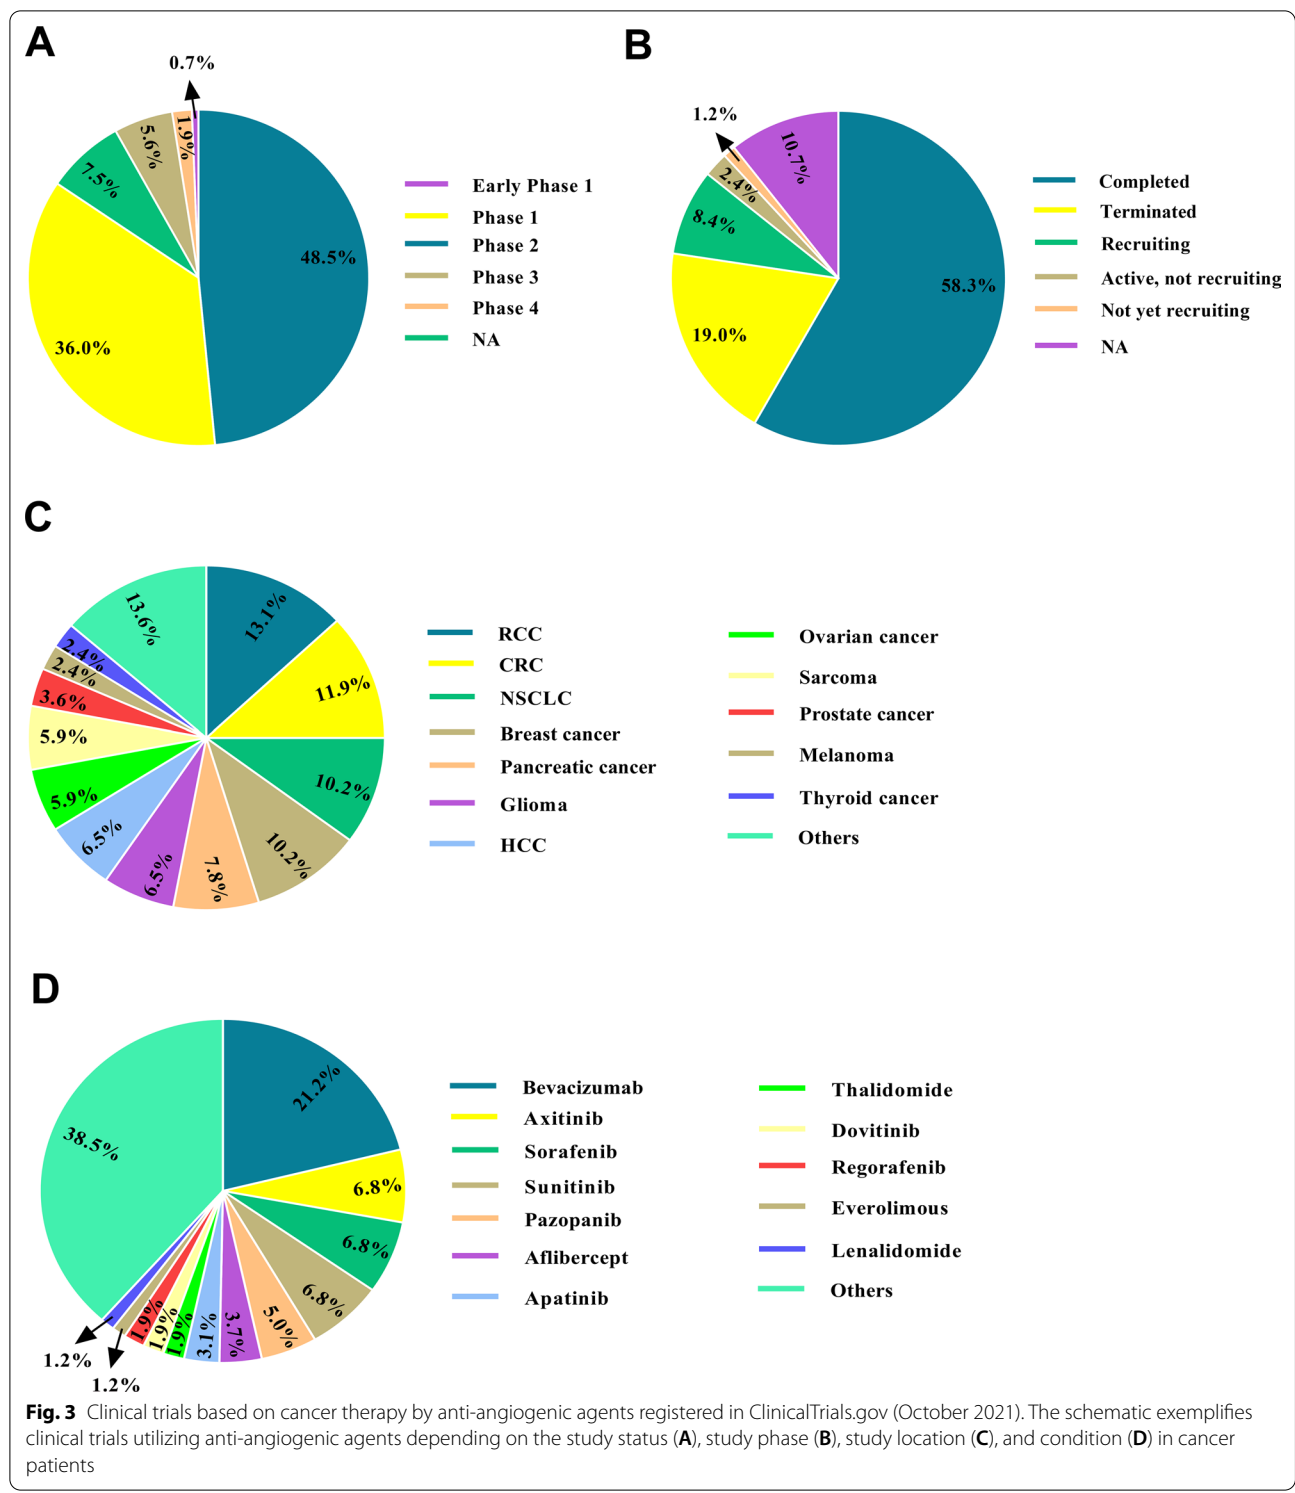 A
0.7%
1.9%
5.6%
7.5%
48.5%
36.0%
Early Phase 1
Phase 1
Phase 2
Phase 3
Phase 4
NA
B
1.2%
10.7%
2.4%
8.4%
58.3%
19.0%
Completed
Terminated
Recruiting
Active, not recruiting
Not yet recruiting
NA
C
13.6%
13.1%
2.4%
2.4%
11.9%
3.6%
5.9%
10.2%
5.9%
6.5%
10.2%
6.5%
7.8%
RCC
CRC
NSCLC
Breast cancer
Pancreatic cancer
Glioma
HCC
Ovarian cancer
Sarcoma
Prostate cancer
Melanoma
Thyroid cancer
Others
D
21.2%
38.5%
6.8%
6.8%
6.8%
5.0%
3.7%
3.1%
1.9%
1.9%
1.9%
1.2%
1.2%
Bevacizumab
Axitinib
Sorafenib
Sunitinib
Pazopanib
Aflibercept
Apatinib
Thalidomide
Dovitinib
Regorafenib
Everolimous
Lenalidomide
Others
Fig. 3 Clinical trials based on cancer therapy by anti-angiogenic agents registered in ClinicalTrials.gov (October 2021). The schematic exemplifies
clinical trials utilizing anti-angiogenic agents depending on the study status (A), study phase (B), study location (C), and condition (D) in cancer
patients